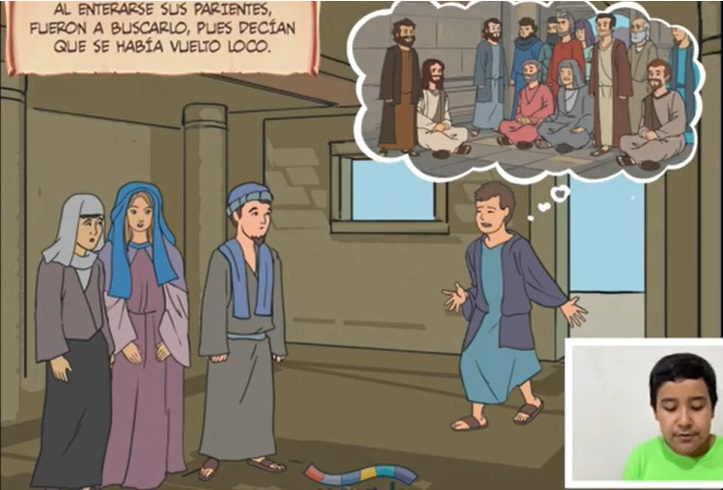 AL ENTERARSE SUS PARIENTES,
FUERON A BUSCARLO, PUES DECÍAN
QUE SE HABÍA VUELTO LOCO.